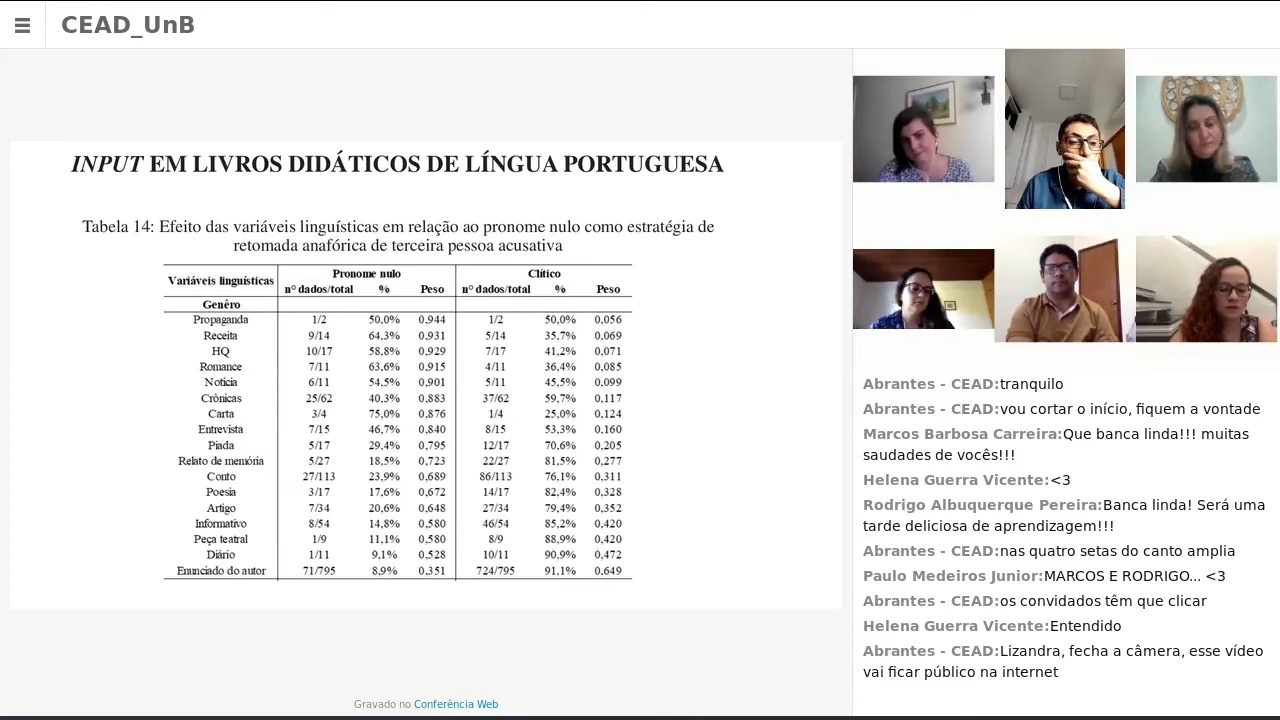 CEAD_UnB
INPUT EM LIVROS DIDÁTICOS DE LÍNGUA PORTUGUESA
Tabela 14: Efeito das variáveis linguísticas em relação ao pronome nulo como estratégia de
retomada anafórica de terceira pessoa acusativa
Variáveis linguísticas Pronome nulo Clítico
n° dados/total % Peso n° dados/total % Peso
Genêro
Propaganda 1/2 50,0% 0,944 1/2 50,0% 0,056
Receita 9/14 64,3% 0,931 5/14 35,7% 0,069
HQ 10/17 58,8% 0,929 7/17 41,2% 0,071
Romance 7/11 63,6% 0,915 4/11 36,4% 0,085
Notícia 6/11 54,5% 0,901 5/11 45,5% 0,099
Crônicas 25/62 40,3% 0,883 37/62 59,7% 0,117
Carta 3/4 75,0% 0,876 1/4 25,0% 0,124
Entrevista 7/15 46,7% 0,840 8/15 53,3% 0,160
Piada 5/17 29,4% 0,795 12/17 70,6% 0,205
Relato de memória 5/27 18,5% 0,723 22/27 81,5% 0,277
Conto 27/113 23,9% 0,689 86/113 76,1% 0,311
Poesia 3/17 17,6% 0,672 14/17 82,4% 0,328
Artigo 7/34 20,6% 0,648 27/34 79,4% 0,352
Informativo 8/54 14,8% 0,580 46/54 85,2% 0,420
Peça teatral 1/9 11,1% 0,580 8/9 88,9% 0,420
Diário 1/11 9,1% 0,528 10/11 90,9% 0,472
Enunciado do autor 71/795 8,9% 0,351 724/795 91,1% 0,649
Gravado no Conferência Web
Abrantes - CEAD:tranquilo
Abrantes - CEAD:vou cortar o início, fiquem a vontade
Marcos Barbosa Carreira:Que banca linda!!! muitas
saudades de vocês!!!
Helena Guerra Vicente:<3
Rodrigo Albuquerque Pereira:Banca linda! Será uma
tarde deliciosa de aprendizagem!!!
Abrantes - CEAD:nas quatro setas do canto amplia
Paulo Medeiros Junior:MARCOS E RODRIGO... <3
Abrantes - CEAD:os convidados têm que clicar
Helena Guerra Vicente:Entendido
Abrantes - CEAD:Lizandra, fecha a câmera, esse vídeo
vai ficar público na internet